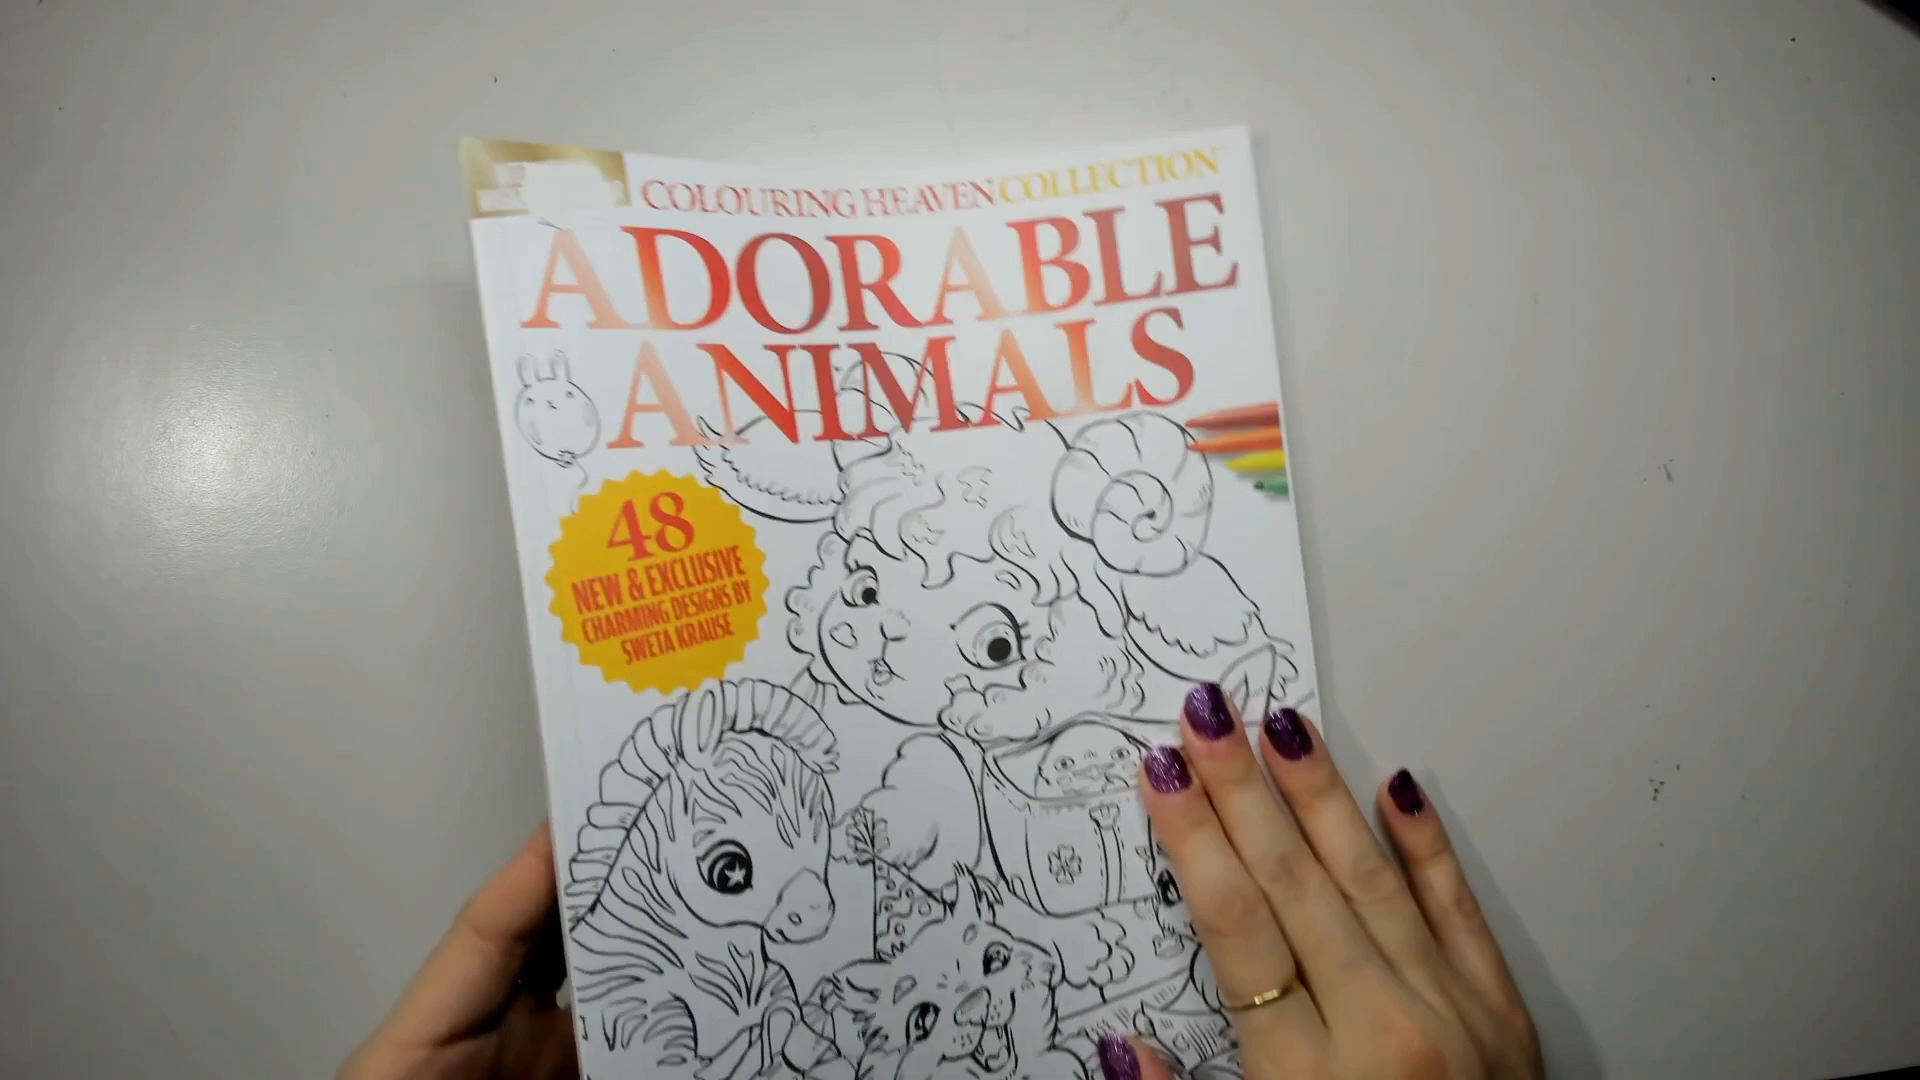 COLOURING HEAVEN COLLECTION
ADORABLE
ANIMALS
48
NEW & EXCLUSIVE
CHARMING DESIGNS BY
SWETA KRAUSE